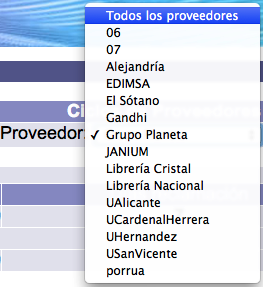 Todos los proveedores
06
07
Alejandría
EDIMSA
El Sótano
Gandhi
Proveedor: ✓ Grupo Planeta
JANIUM
Librería Cristal
Librería Nacional
UAlicante
UCardenalHerrera
UHernandez
USanVicente
porrua